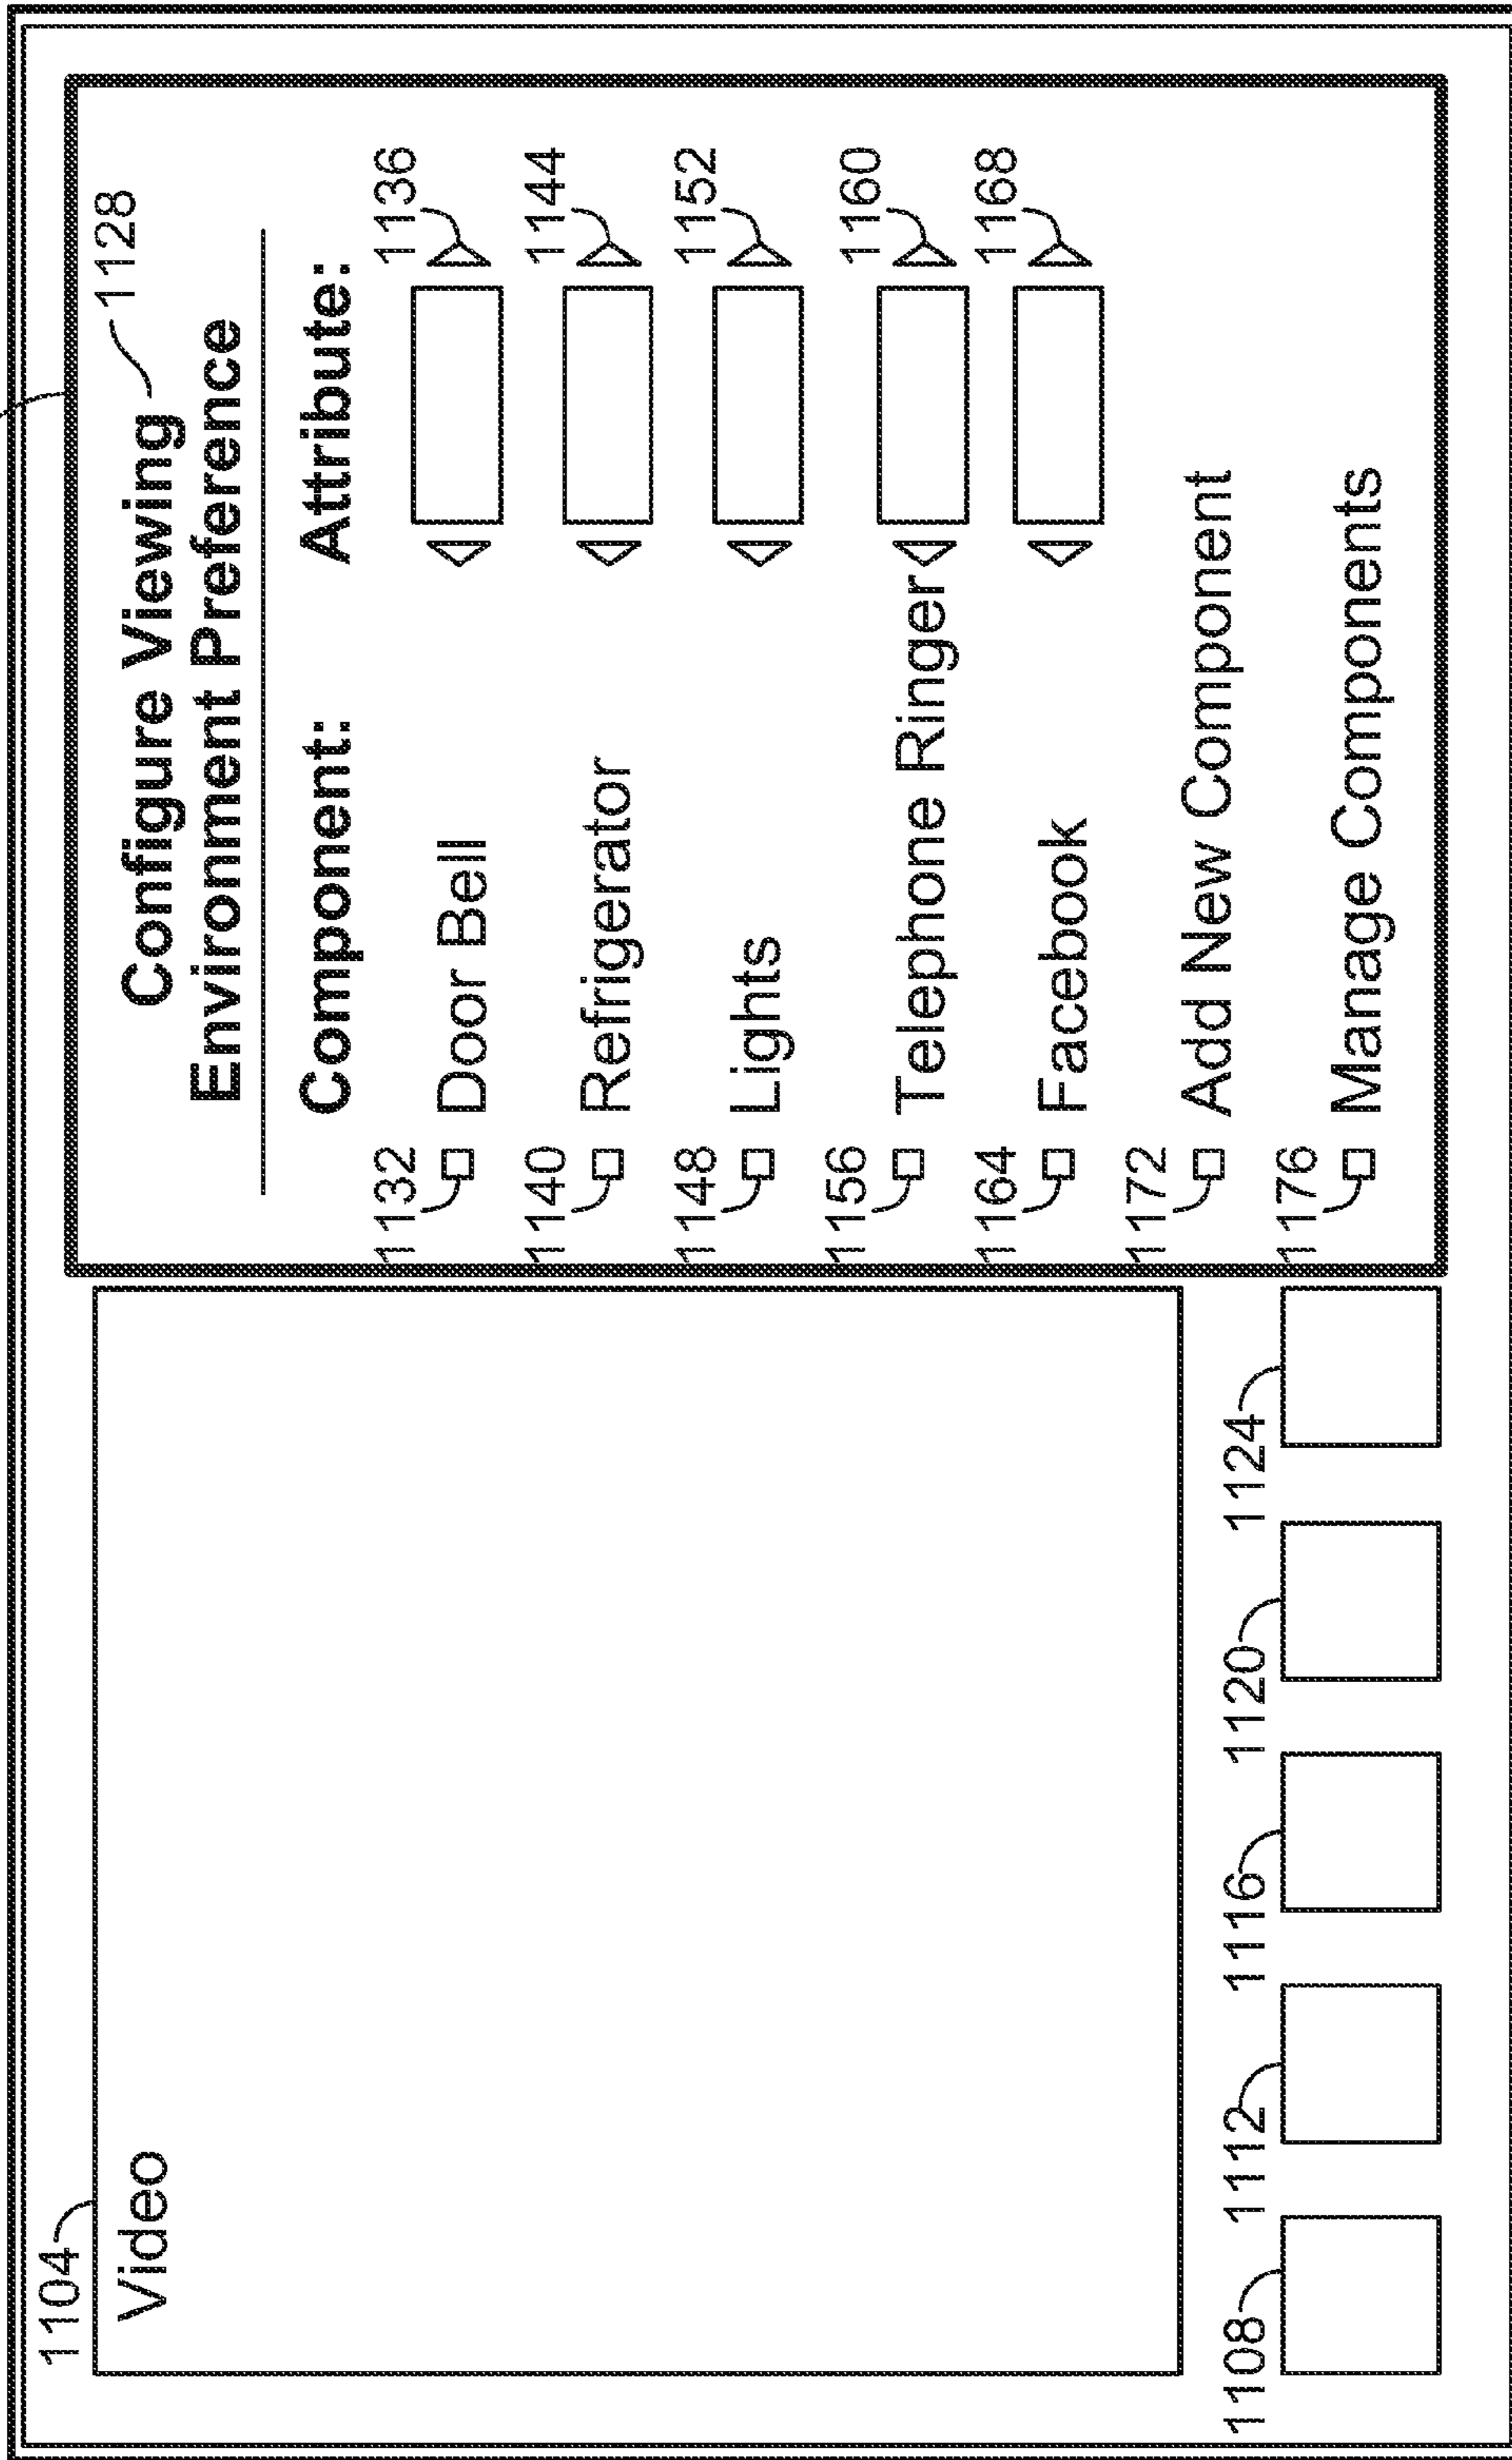 1104
Video
Configure Viewing 1128
Environment Preference
Component: Attribute:
1132 Door Bell 1136
1140 Refrigerator 1144
1148 Lights 1152
1156 Telephone Ringer 1160
1164 Facebook 1168
1172 Add New Component
1176 Manage Components
1108 1112 1116 1120 1124